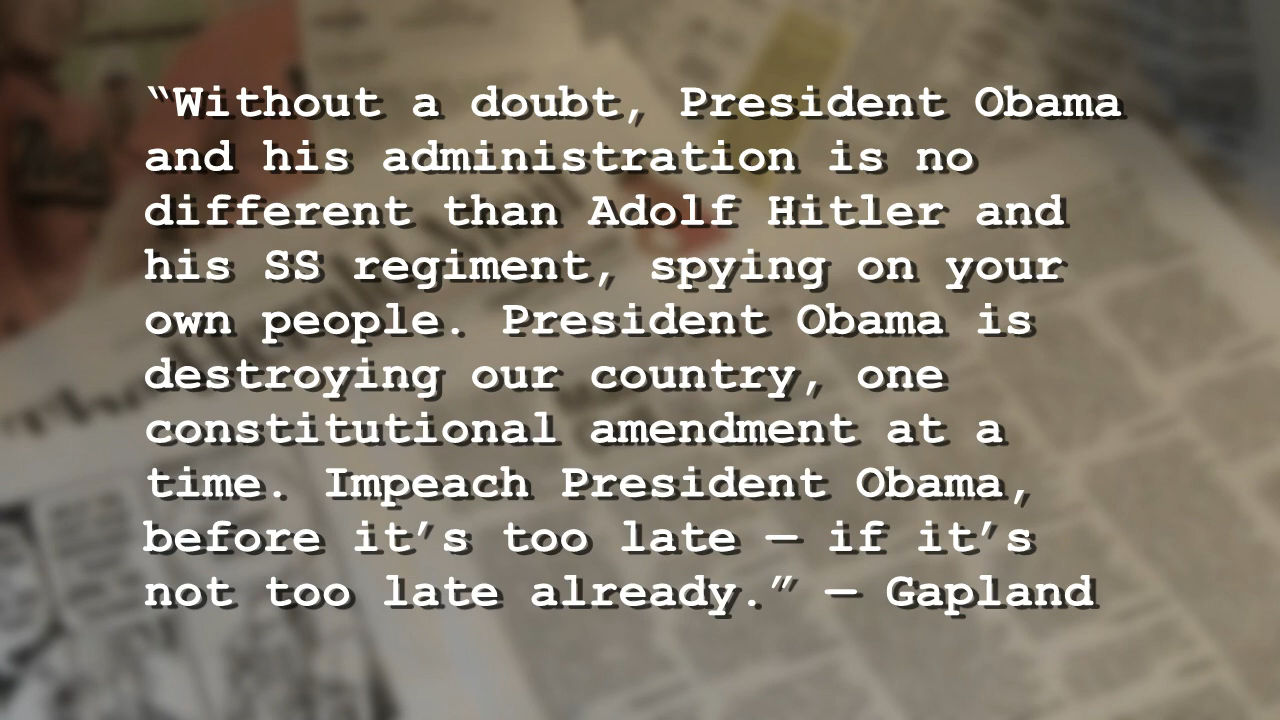 “Without a doubt, President Obama
and his administration is no
different than Adolf Hitler and
his SS regiment, spying on your
own people. President Obama is
destroying our country, one
constitutional amendment at a
time. Impeach President Obama,
before it’s too late — if it’s
not too late already.” — Gapland